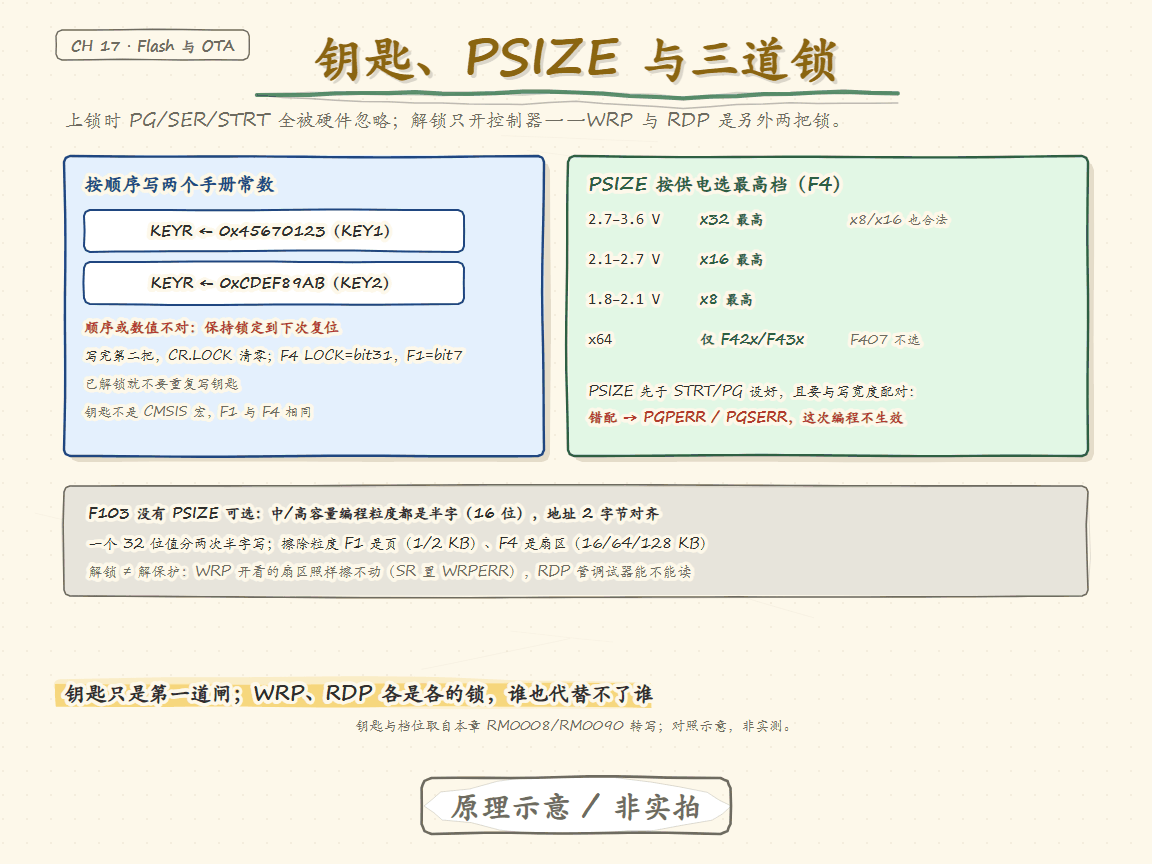 CH 17 · Flash 与 OTA
钥匙、PSIZE 与三道锁
上锁时 PG/SER/STRT 全被硬件忽略；解锁只开控制器——WRP 与 RDP 是另外两把锁。
按顺序写两个手册常数
KEYR ← 0x45670123（KEY1）
KEYR ← 0xCDEF89AB（KEY2）
顺序或数值不对：保持锁定到下次复位
写完第二把，CR.LOCK 清零；F4 LOCK=bit31，F1=bit7
已解锁就不要重复写钥匙
钥匙不是 CMSIS 宏，F1 与 F4 相同
PSIZE 按供电选最高档（F4）
2.7–3.6 V x32 最高 x8/x16 也合法
2.1–2.7 V x16 最高
1.8–2.1 V x8 最高
x64 仅 F42x/F43x F407 不选
PSIZE 先于 STRT/PG 设好，且要与写宽度配对：
错配 → PGPERR / PGSERR，这次编程不生效
F103 没有 PSIZE 可选：中/高容量编程粒度都是半字（16 位），地址 2 字节对齐
一个 32 位值分两次半字写；擦除粒度 F1 是页（1/2 KB）、F4 是扇区（16/64/128 KB）
解锁 ≠ 解保护：WRP 开着的扇区照样擦不动（SR 置 WRPERR），RDP 管调试器能不能读
钥匙只是第一道闸；WRP、RDP 各是各的锁，谁也代替不了谁
钥匙与档位取自本章 RM0008/RM0090 转写；对照示意，非实测。
原理示意 / 非实拍